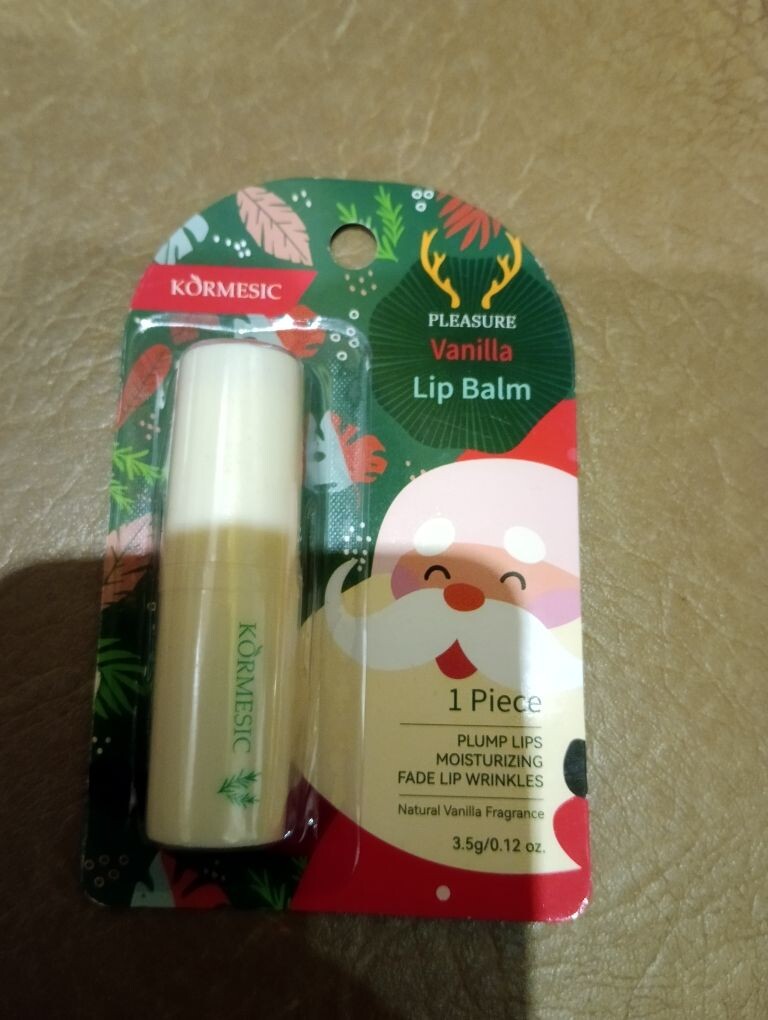 KORMESIC
PLEASURE
Vanilla
Lip Balm
KORMESIC
1 Piece
PLUMP LIPS
MOISTURIZING
FADE LIP WRINKLES
Natural Vanilla Fragrance
3.5g/0.12 oz.